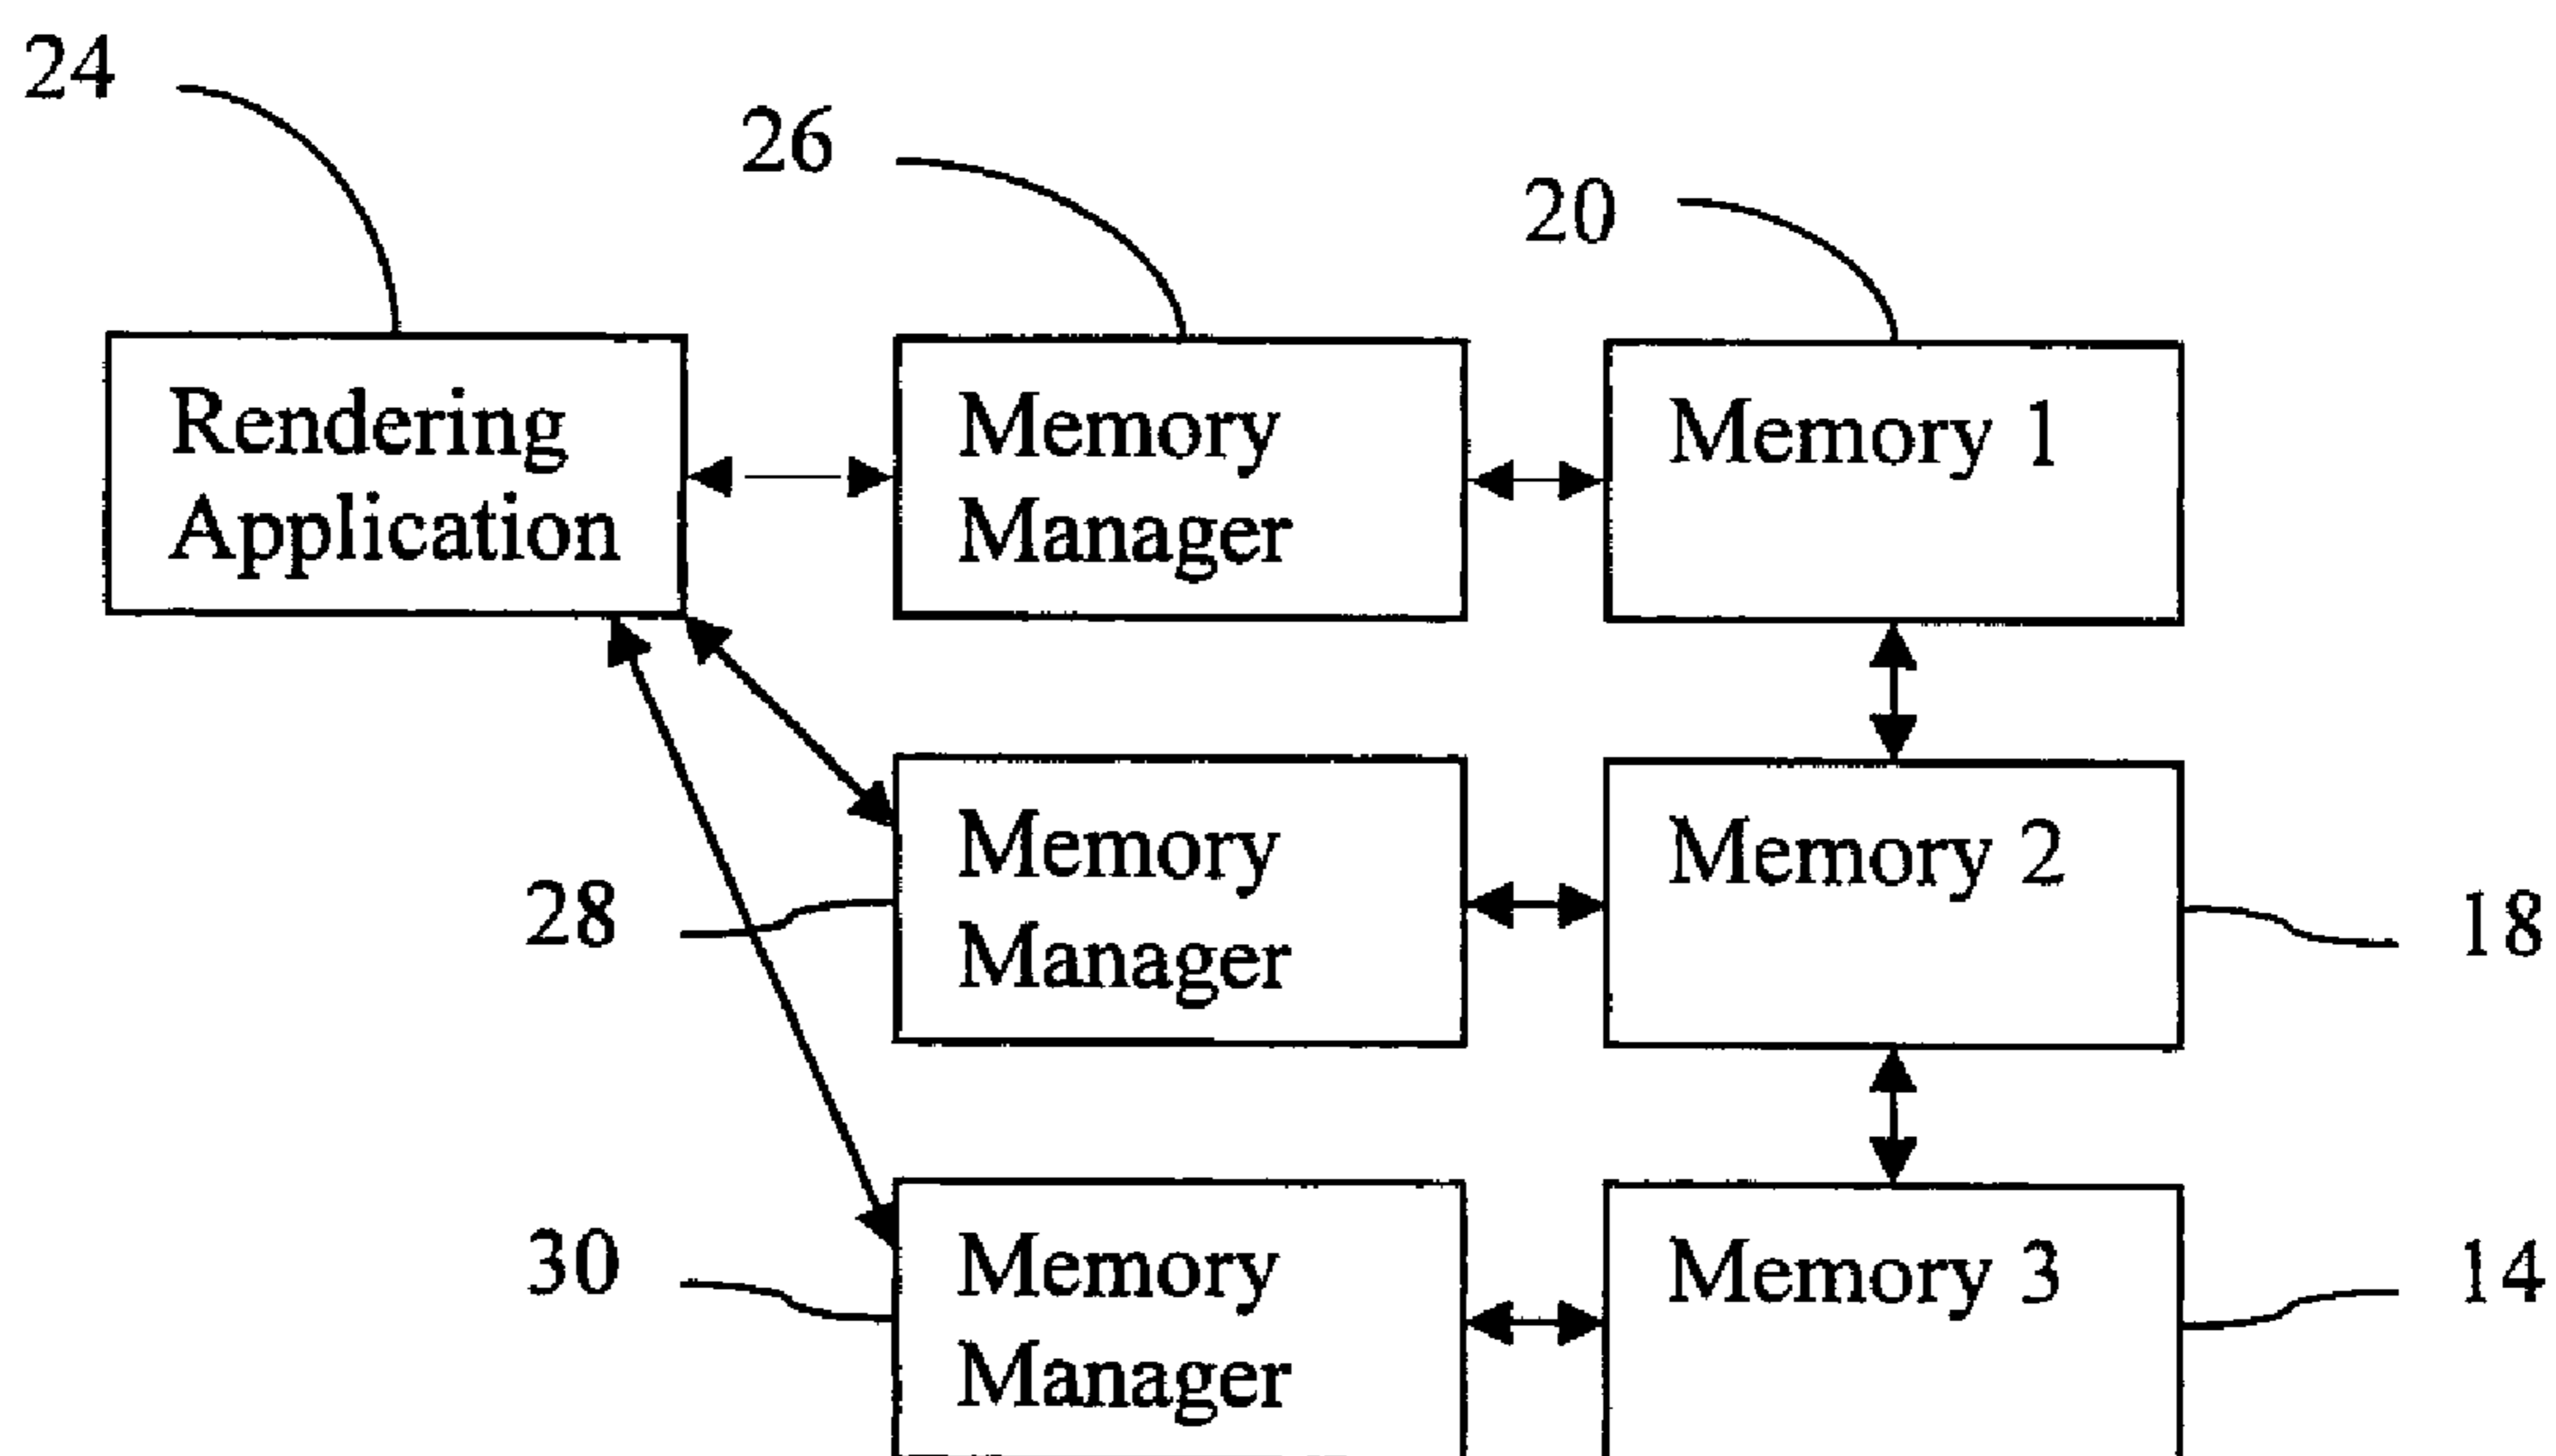 24
26
20
Rendering
Application
Memory
Manager
Memory 1
28
Memory
Manager
Memory 2
18
30
Memory
Manager
Memory 3
14